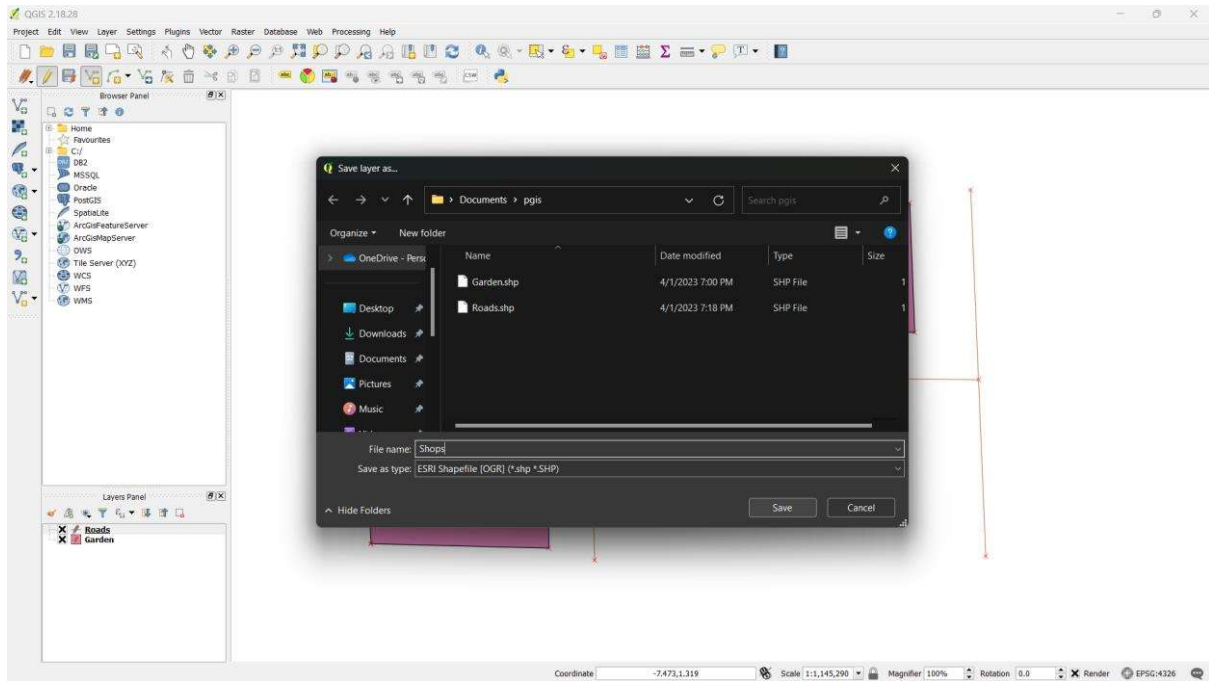 QGIS 2.18.28
Project Edit View Layer Settings Plugins Vector Raster Database Web Processing Help
Browser Panel
Home
Favourites
C:/
DB2
MSSQL
Oracle
PostGIS
SpatiaLite
ArcGisFeatureServer
ArcGisMapServer
OWS
Tile Server (XYZ)
WCS
WFS
WMS
Save layer as...
Documents › pgis
Search pgis
Organize New folder
OneDrive - Perso
Name Date modified Type Size
Garden.shp 4/1/2023 7:00 PM SHP File 1
Roads.shp 4/1/2023 7:18 PM SHP File 1
Desktop
Downloads
Documents
Pictures
Music
File name: Shops
Save as type: ESRI Shapefile [OGR] (*.shp *.SHP)
Hide Folders Save Cancel
Layers Panel
Roads
Garden
Coordinate -7.473,1.319 Scale 1:1,145,290 Magnifier 100% Rotation 0.0 Render EPSG:4326